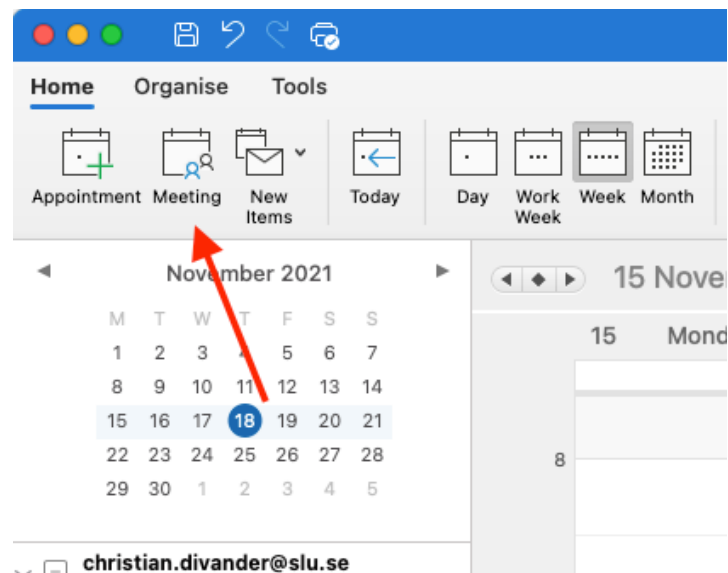 Home Organise Tools
Appointment Meeting New Items Today Day Work Week Week Month
November 2021 15 Nove
M T W T F S S
15 Mond
1 2 3 4 5 6 7
8 9 10 11 12 13 14
15 16 17 18 19 20 21
22 23 24 25 26 27 28
8
29 30 1 2 3 4 5
christian.divander@slu.se